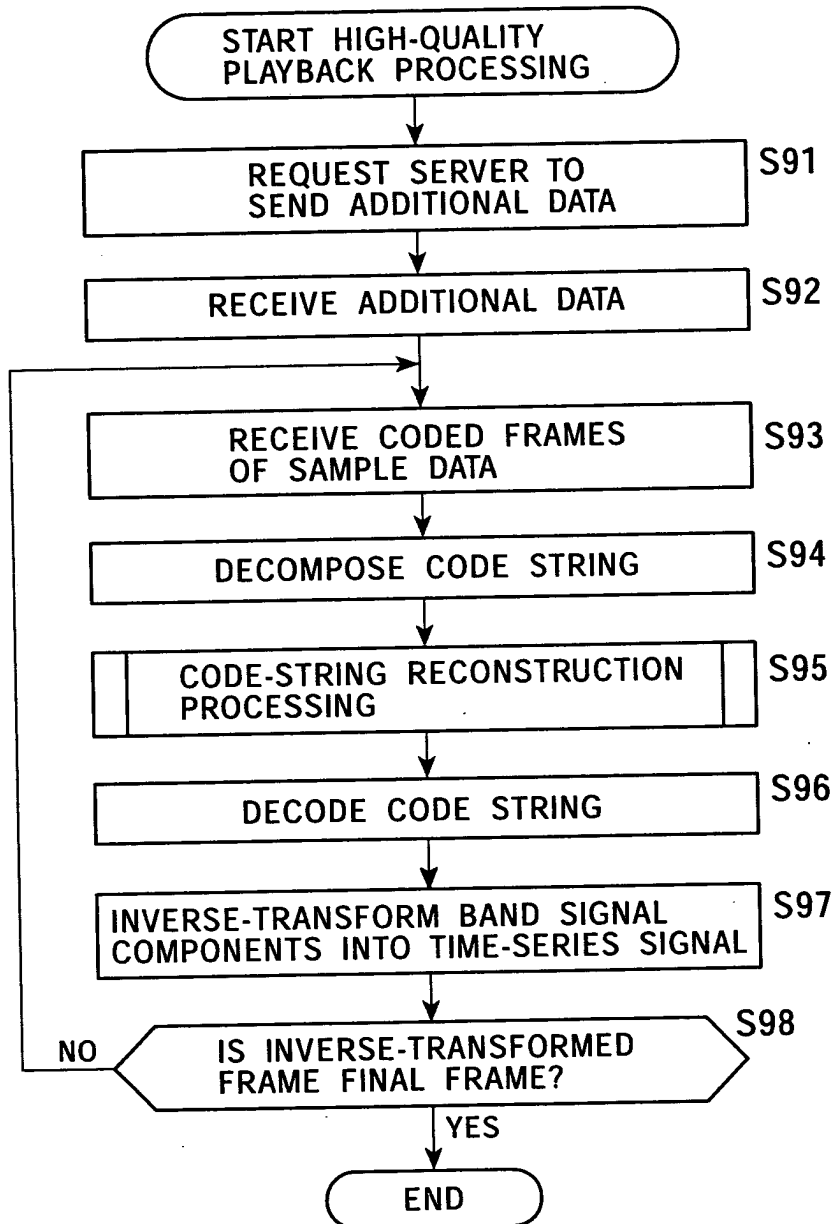 START HIGH-QUALITY
PLAYBACK PROCESSING
REQUEST SERVER TO
SEND ADDITIONAL DATA
S91
RECEIVE ADDITIONAL DATA
S92
RECEIVE CODED FRAMES
OF SAMPLE DATA
S93
DECOMPOSE CODE STRING
S94
CODE-STRING RECONSTRUCTION
PROCESSING
S95
DECODE CODE STRING
S96
INVERSE-TRANSFORM BAND SIGNAL
COMPONENTS INTO TIME-SERIES SIGNAL
S97
IS INVERSE-TRANSFORMED
FRAME FINAL FRAME?
S98
NO
YES
END